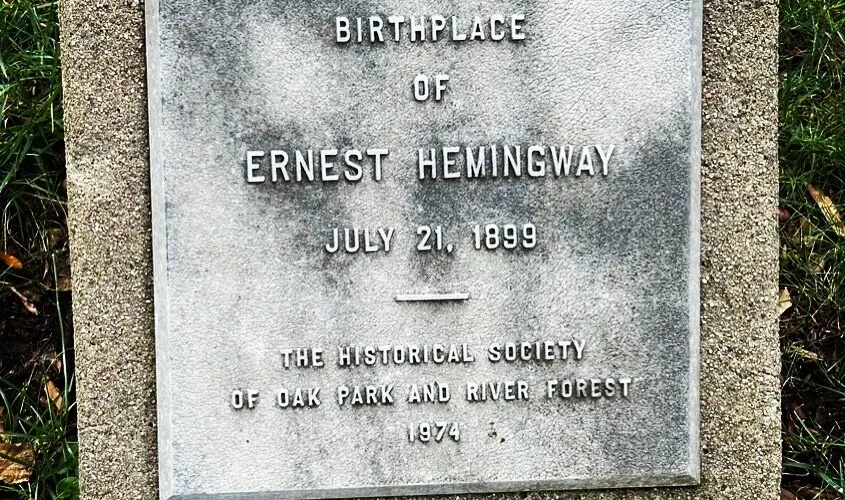 BIRTHPLACE
OF
ERNEST HEMINGWAY
JULY 21, 1899
THE HISTORICAL SOCIETY
OF OAK PARK AND RIVER FOREST
1974